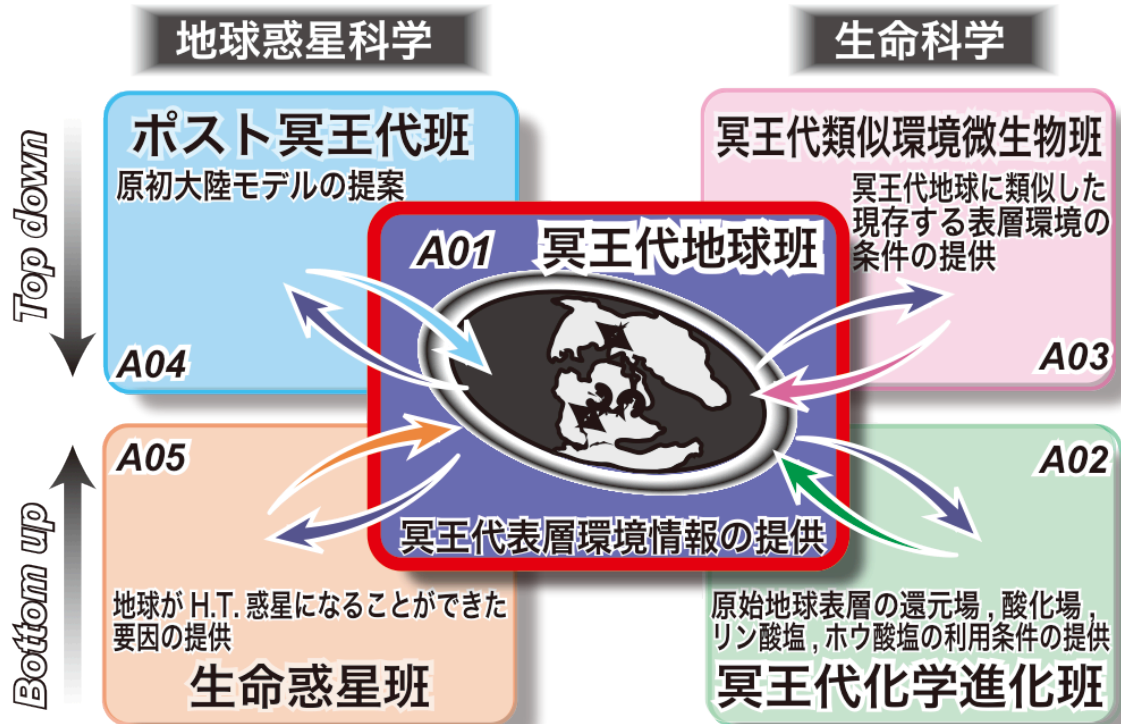 地球惑星科学
生命科学
Top down
ポスト冥王代班
原初大陸モデルの提案
A04
冥王代類似環境微生物班
冥王代地球に類似した
現存する表層環境の
条件の提供
A03
A01 冥王代地球班
冥王代表層環境情報の提供
Bottom up
A05
地球が H.T. 惑星になることができた
要因の提供
生命惑星班
A02
原始地球表層の還元場 , 酸化場 ,
リン酸塩 , ホウ酸塩の利用条件の提供
冥王代化学進化班